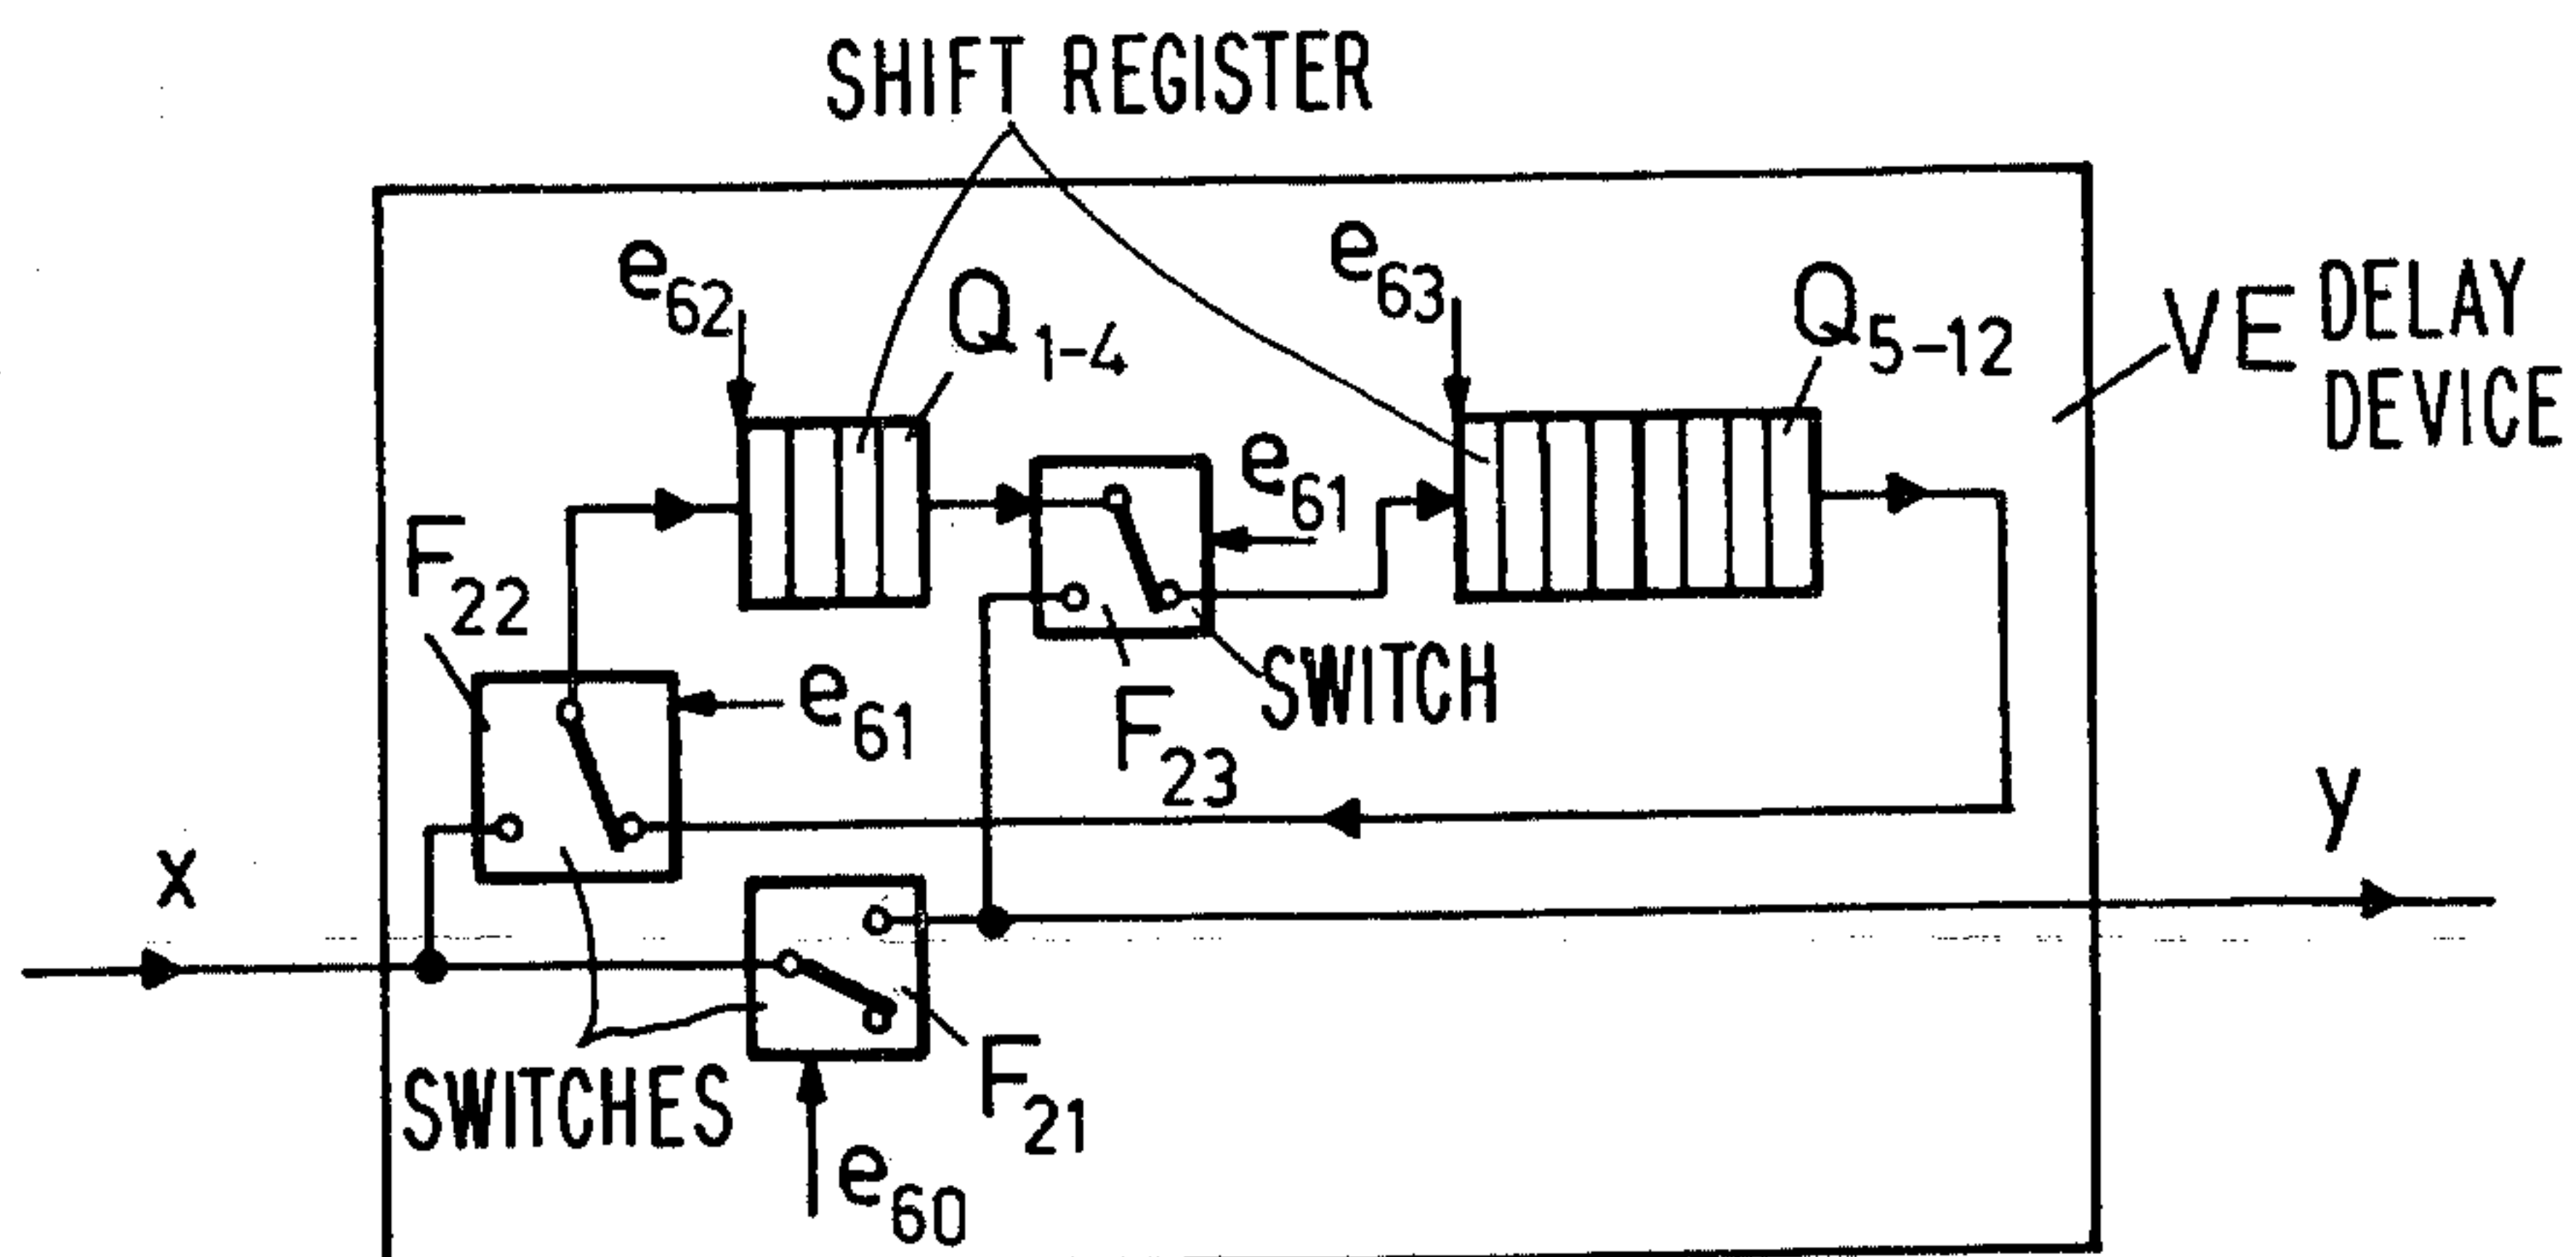 SHIFT REGISTER
e62
Q1-4
e63
Q5-12
VE DELAY DEVICE
e61
F22
e61
SWITCH
F23
x
y
SWITCHES
F21
e60